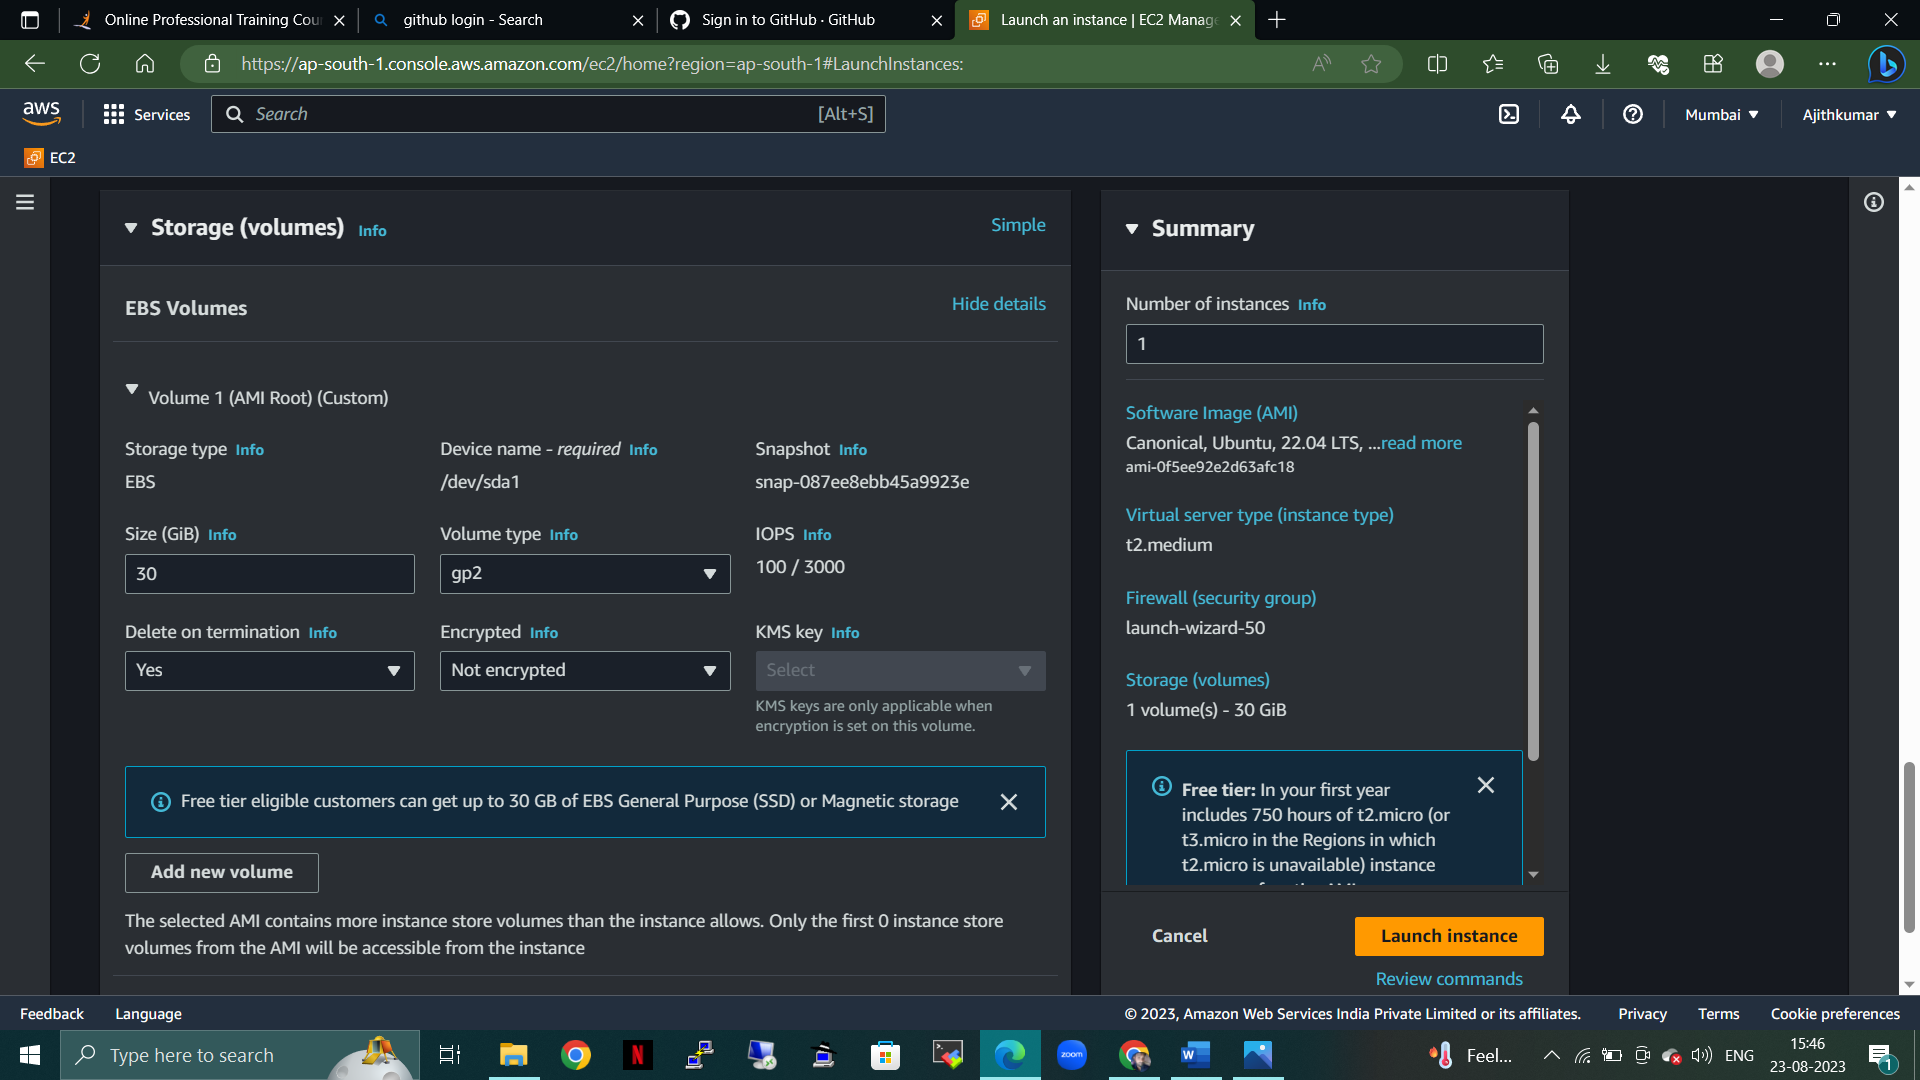 Online Professional Training Cou
github login - Search
Sign in to GitHub · GitHub
Launch an instance | EC2 Manage
https://ap-south-1.console.aws.amazon.com/ec2/home?region=ap-south-1#LaunchInstances:
aws
Services
Search
[Alt+S]
Mumbai
Ajithkumar
EC2
Storage (volumes) Info
Simple
EBS Volumes
Hide details
Volume 1 (AMI Root) (Custom)
Storage type Info
EBS
Device name - required Info
/dev/sda1
Snapshot Info
snap-087ee8ebb45a9923e
Size (GiB) Info
30
Volume type Info
gp2
IOPS Info
100 / 3000
Delete on termination Info
Yes
Encrypted Info
Not encrypted
KMS key Info
Select
KMS keys are only applicable when
encryption is set on this volume.
Free tier eligible customers can get up to 30 GB of EBS General Purpose (SSD) or Magnetic storage
Add new volume
The selected AMI contains more instance store volumes than the instance allows. Only the first 0 instance store
volumes from the AMI will be accessible from the instance
Summary
Number of instances Info
1
Software Image (AMI)
Canonical, Ubuntu, 22.04 LTS, ...read more
ami-0f5ee92e2d63afc18
Virtual server type (instance type)
t2.medium
Firewall (security group)
launch-wizard-50
Storage (volumes)
1 volume(s) - 30 GiB
Free tier: In your first year
includes 750 hours of t2.micro (or
t3.micro in the Regions in which
t2.micro is unavailable) instance
Cancel
Launch instance
Review commands
Feedback
Language
© 2023, Amazon Web Services India Private Limited or its affiliates.
Privacy
Terms
Cookie preferences
Type here to search
zoom
Feel...
ENG
15:46
23-08-2023
1